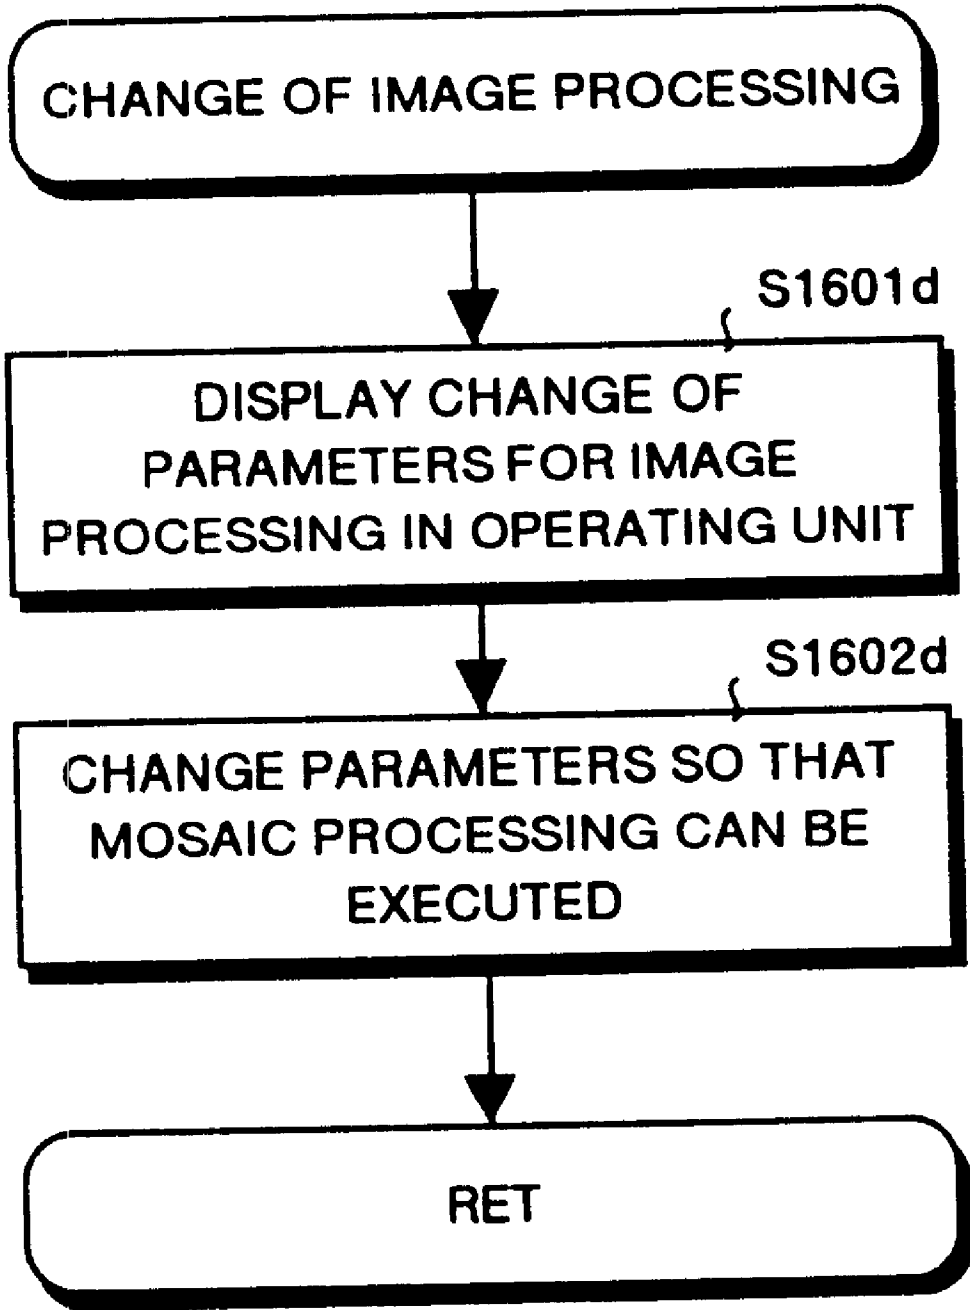 CHANGE OF IMAGE PROCESSING
S1601d
DISPLAY CHANGE OF
PARAMETERS FOR IMAGE
PROCESSING IN OPERATING UNIT
S1602d
CHANGE PARAMETERS SO THAT
MOSAIC PROCESSING CAN BE
EXECUTED
RET